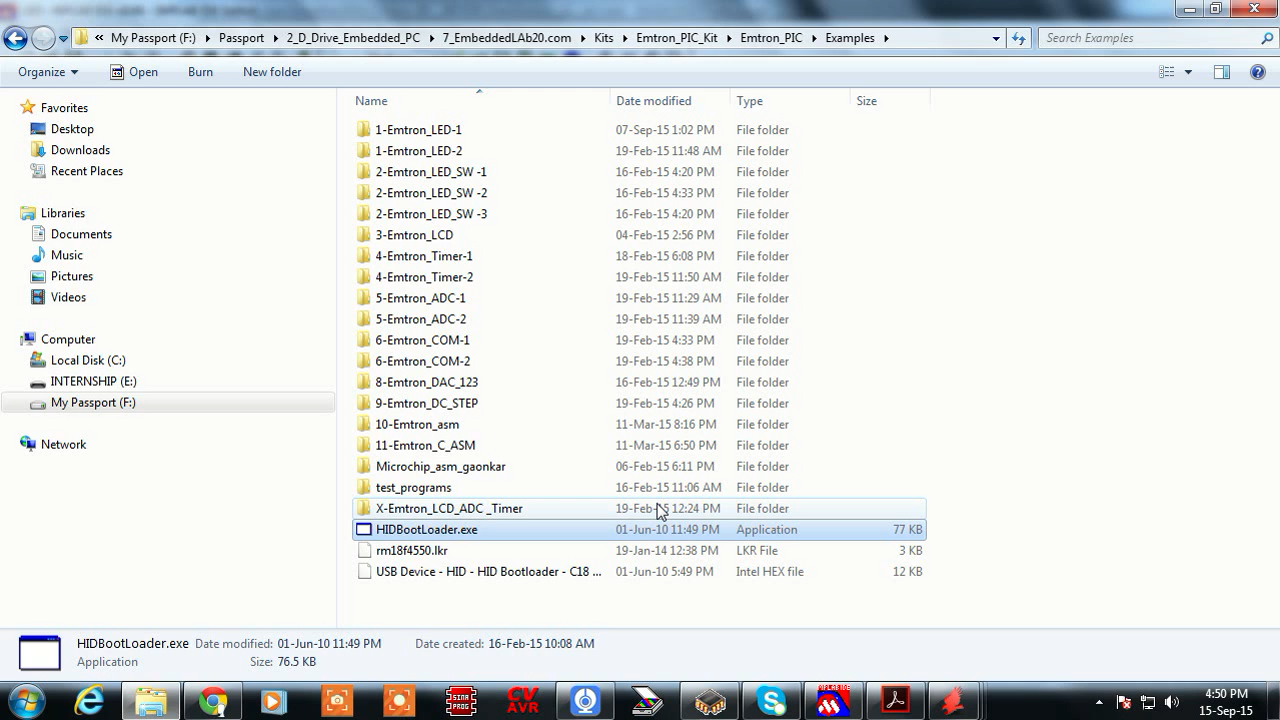 « My Passport (F:) Passport 2_D_Drive_Embedded_PC 7_EmbeddedLAb20.com Kits Emtron_PIC_Kit Emtron_PIC Examples Search Examples
Organize Open Burn New folder
Name Date modified Type Size
Favorites
Desktop
Downloads
Recent Places
Libraries
Documents
Music
Pictures
Videos
Computer
Local Disk (C:)
INTERNSHIP (E:)
My Passport (F:)
Network
1-Emtron_LED-1 07-Sep-15 1:02 PM File folder
1-Emtron_LED-2 19-Feb-15 11:48 AM File folder
2-Emtron_LED_SW -1 16-Feb-15 4:20 PM File folder
2-Emtron_LED_SW -2 16-Feb-15 4:33 PM File folder
2-Emtron_LED_SW -3 16-Feb-15 4:20 PM File folder
3-Emtron_LCD 04-Feb-15 2:56 PM File folder
4-Emtron_Timer-1 18-Feb-15 6:08 PM File folder
4-Emtron_Timer-2 19-Feb-15 11:50 AM File folder
5-Emtron_ADC-1 19-Feb-15 11:29 AM File folder
5-Emtron_ADC-2 19-Feb-15 11:39 AM File folder
6-Emtron_COM-1 19-Feb-15 4:33 PM File folder
6-Emtron_COM-2 19-Feb-15 4:38 PM File folder
8-Emtron_DAC_123 16-Feb-15 12:49 PM File folder
9-Emtron_DC_STEP 19-Feb-15 4:26 PM File folder
10-Emtron_asm 11-Mar-15 8:16 PM File folder
11-Emtron_C_ASM 11-Mar-15 6:50 PM File folder
Microchip_asm_gaonkar 06-Feb-15 6:11 PM File folder
test_programs 16-Feb-15 11:06 AM File folder
X-Emtron_LCD_ADC _Timer 19-Feb-15 12:24 PM File folder
HIDBootLoader.exe 01-Jun-10 11:49 PM Application 77 KB
rm18f4550.lkr 19-Jan-14 12:38 PM LKR File 3 KB
USB Device - HID - HID Bootloader - C18 ... 01-Jun-10 5:49 PM Intel HEX file 12 KB
HIDBootLoader.exe Date modified: 01-Jun-10 11:49 PM Date created: 16-Feb-15 10:08 AM
Application Size: 76.5 KB
SINA PROG
CV AVR
4:50 PM
15-Sep-15